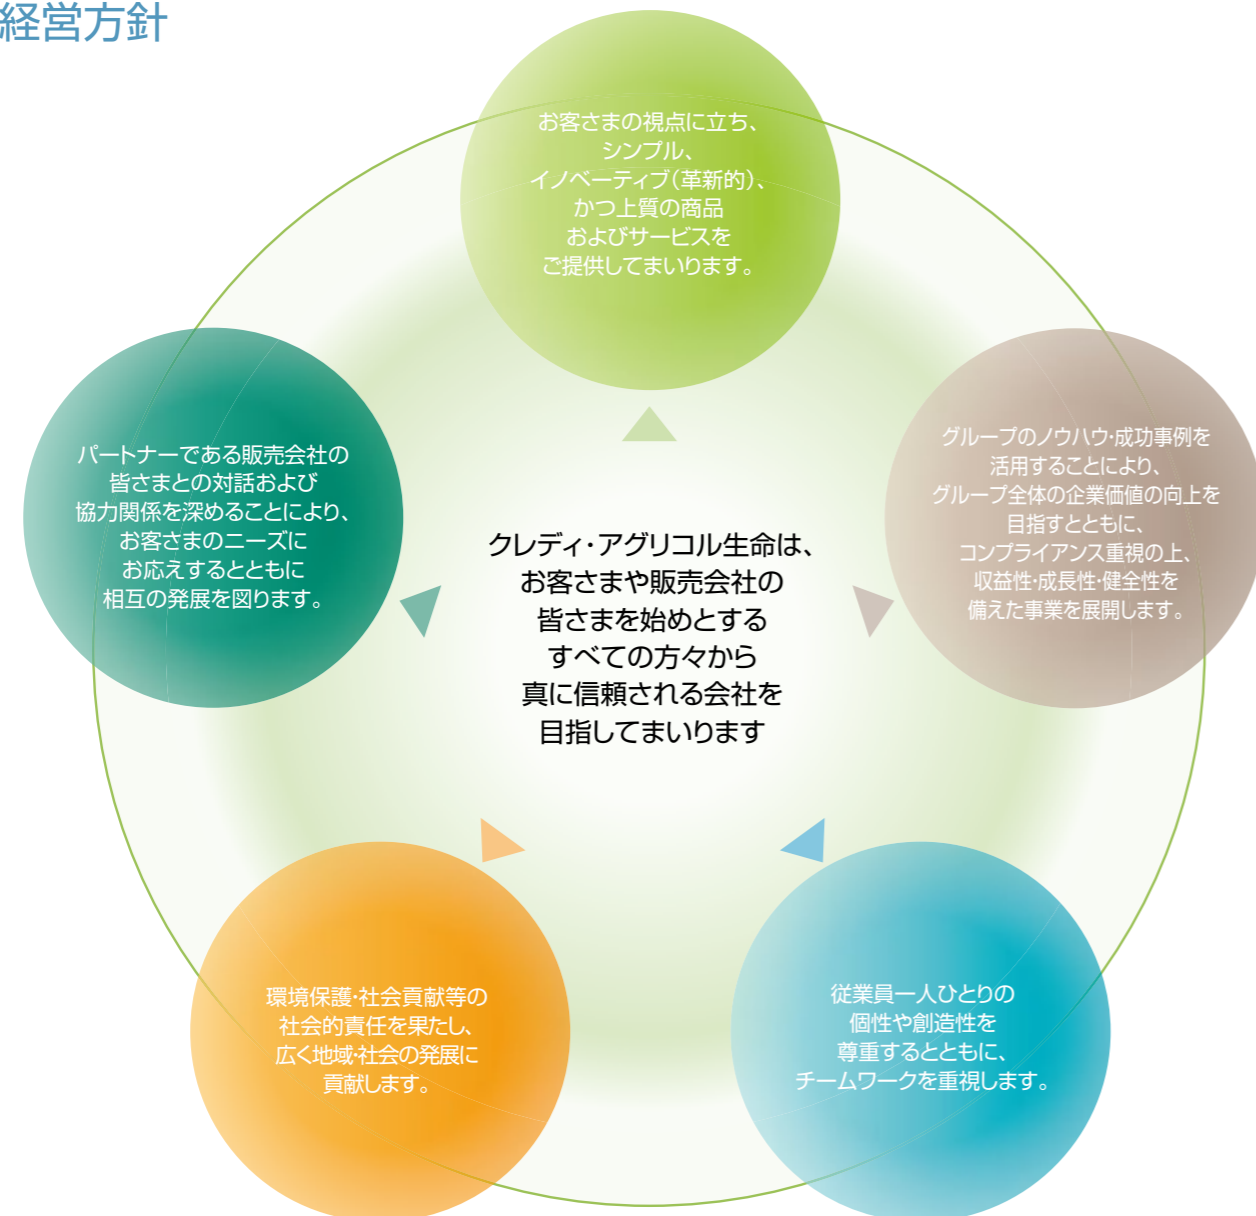 経営方針
お客さまの視点に立ち、
シンプル、
イノベーティブ（革新的）、
かつ上質の商品
およびサービスを
ご提供してまいります。
パートナーである販売会社の
皆さまとの対話および
協力関係を深めることにより、
お客さまのニーズに
お応えするとともに
相互の発展を図ります。
グループのノウハウ・成功事例を
活用することにより、
グループ全体の企業価値の向上を
目指すとともに、
コンプライアンス重視の上、
収益性・成長性・健全性を
備えた事業を展開します。
クレディ・アグリコル生命は、
お客さまや販売会社の
皆さまを始めとする
すべての方々から
真に信頼される会社を
目指してまいります
環境保護・社会貢献等の
社会的責任を果たし、
広く地域・社会の発展に
貢献します。
従業員一人ひとりの
個性や創造性を
尊重するとともに、
チームワークを重視します。